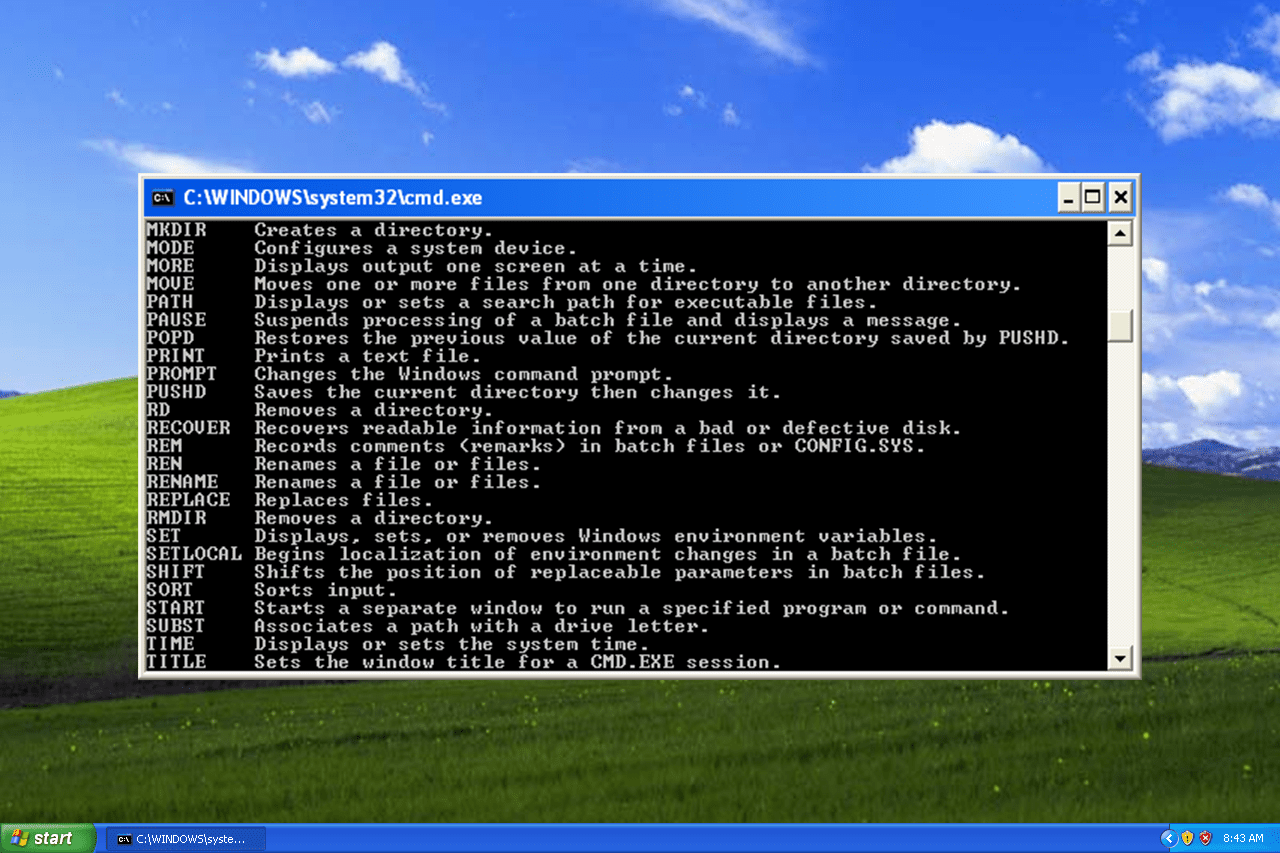 C:\WINDOWS\system32\cmd.exe
MKDIR    Creates a directory.
MODE     Configures a system device.
MORE     Displays output one screen at a time.
MOVE     Moves one or more files from one directory to another directory.
PATH     Displays or sets a search path for executable files.
PAUSE    Suspends processing of a batch file and displays a message.
POPD     Restores the previous value of the current directory saved by PUSHD.
PRINT    Prints a text file.
PROMPT   Changes the Windows command prompt.
PUSHD    Saves the current directory then changes it.
RD       Removes a directory.
RECOVER  Recovers readable information from a bad or defective disk.
REM      Records comments (remarks) in batch files or CONFIG.SYS.
REN      Renames a file or files.
RENAME   Renames a file or files.
REPLACE  Replaces files.
RMDIR    Removes a directory.
SET      Displays, sets, or removes Windows environment variables.
SETLOCAL Begins localization of environment changes in a batch file.
SHIFT    Shifts the position of replaceable parameters in batch files.
SORT     Sorts input.
START    Starts a separate window to run a specified program or command.
SUBST    Associates a path with a drive letter.
TIME     Displays or sets the system time.
TITLE    Sets the window title for a CMD.EXE session.
start C:\WINDOWS\syste... 8:43 AM